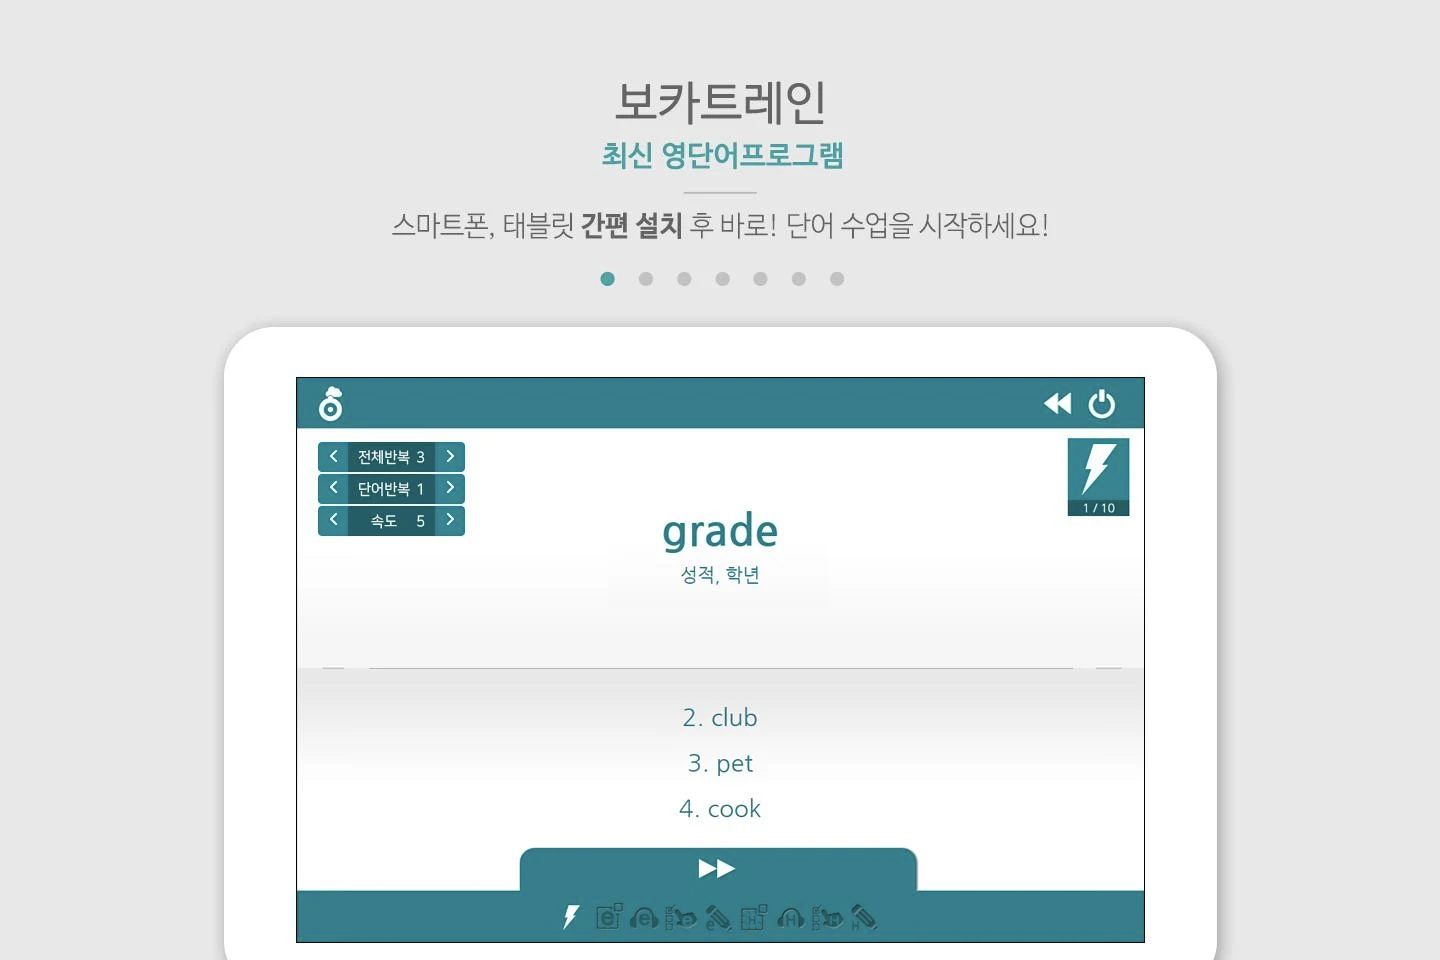 보카트레인
최신 영단어프로그램
스마트폰, 태블릿 간편 설치 후 바로! 단어 수업을 시작하세요!
전체반복 3
단어반복 1
속도 5
1 / 10
grade
성적, 학년
2. club
3. pet
4. cook
e e e e H H H H